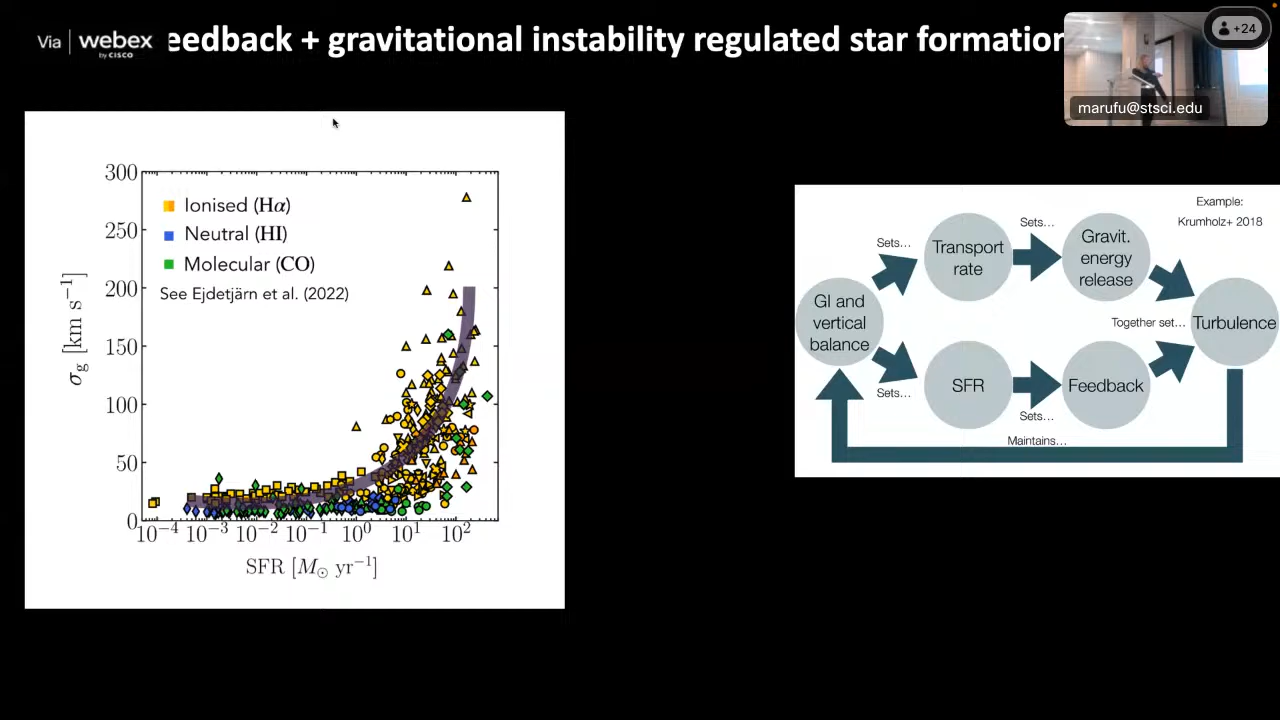 Via webex
by CISCO
eedback + gravitational instability regulated star formation
+24
marufu@stsci.edu
300
250
200
150
100
50
0
σg [km s−1]
Ionised (Hα)
Neutral (HI)
Molecular (CO)
See Ejdetjärn et al. (2022)
10−4 10−3 10−2 10−1 100 101 102
SFR [M⊙ yr−1]
Example:
Krumholz+ 2018
GI and
vertical
balance
Sets...
Transport
rate
Sets...
Gravit.
energy
release
Sets...
SFR
Sets...
Feedback
Together set...
Turbulence
Maintains...